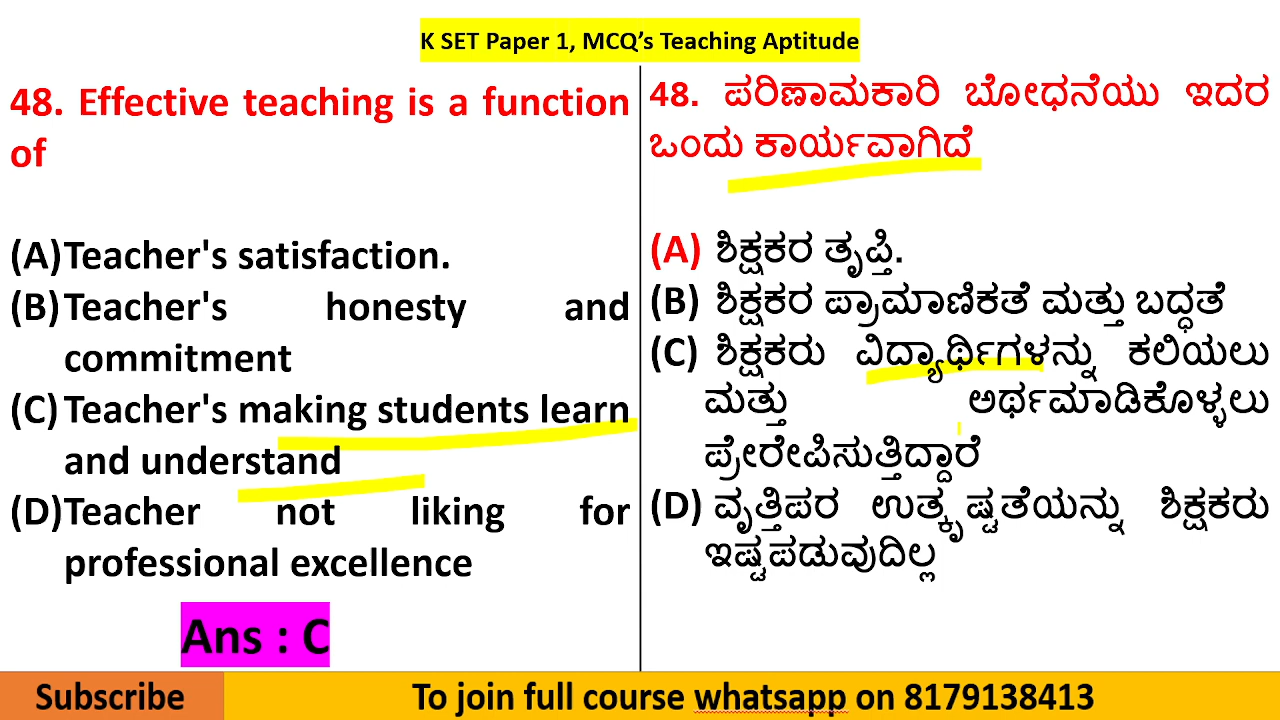 K SET Paper 1, MCQ's Teaching Aptitude
48. Effective teaching is a function
of
(A) Teacher's satisfaction.
(B) Teacher's honesty and
commitment
(C) Teacher's making students learn
and understand
(D) Teacher not liking for
professional excellence
Ans : C
48. ಪರಿಣಾಮಕಾರಿ ಬೋಧನೆಯು ಇದರ
ಒಂದು ಕಾರ್ಯವಾಗಿದೆ
(A) ಶಿಕ್ಷಕರ ತೃಪ್ತಿ.
(B) ಶಿಕ್ಷಕರ ಪ್ರಾಮಾಣಿಕತೆ ಮತ್ತು ಬದ್ಧತೆ
(C) ಶಿಕ್ಷಕರು ವಿದ್ಯಾರ್ಥಿಗಳನ್ನು ಕಲಿಯಲು
ಮತ್ತು ಅರ್ಥಮಾಡಿಕೊಳ್ಳಲು
ಪ್ರೇರೇಪಿಸುತ್ತಿದ್ದಾರೆ
(D) ವೃತ್ತಿಪರ ಉತ್ಕೃಷ್ಟತೆಯನ್ನು ಶಿಕ್ಷಕರು
ಇಷ್ಟಪಡುವುದಿಲ್ಲ
Subscribe
To join full course whatsapp on 8179138413